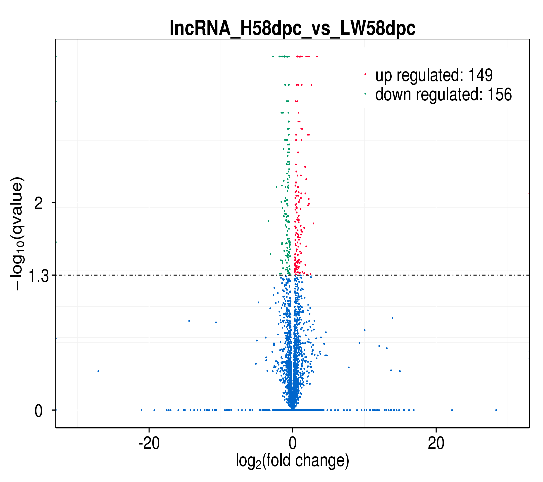 lncRNA_H58dpc_vs_LW58dpc
up regulated: 149
down regulated: 156
−log₁₀(qvalue)
2
1.3
0
-20 0 20
log₂(fold change)